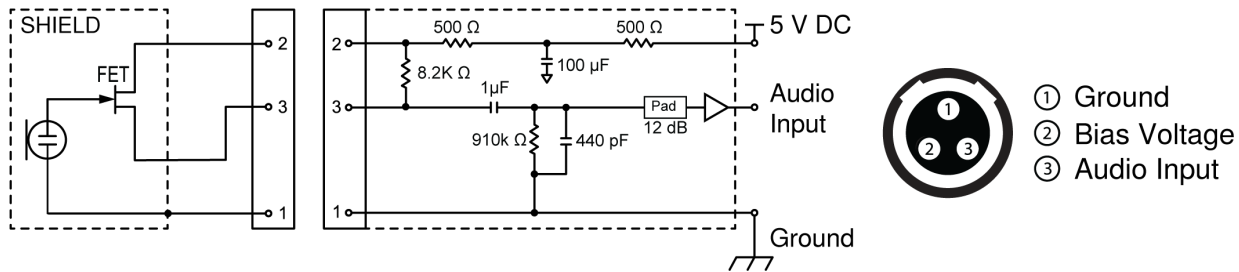 SHIELD
FET
2
3
1
2
3
1
500 Ω
500 Ω
5 V DC
8.2K Ω
100 µF
1µF
Pad
12 dB
Audio
Input
910k Ω
440 pF
Ground
1
2
3
1 Ground
2 Bias Voltage
3 Audio Input